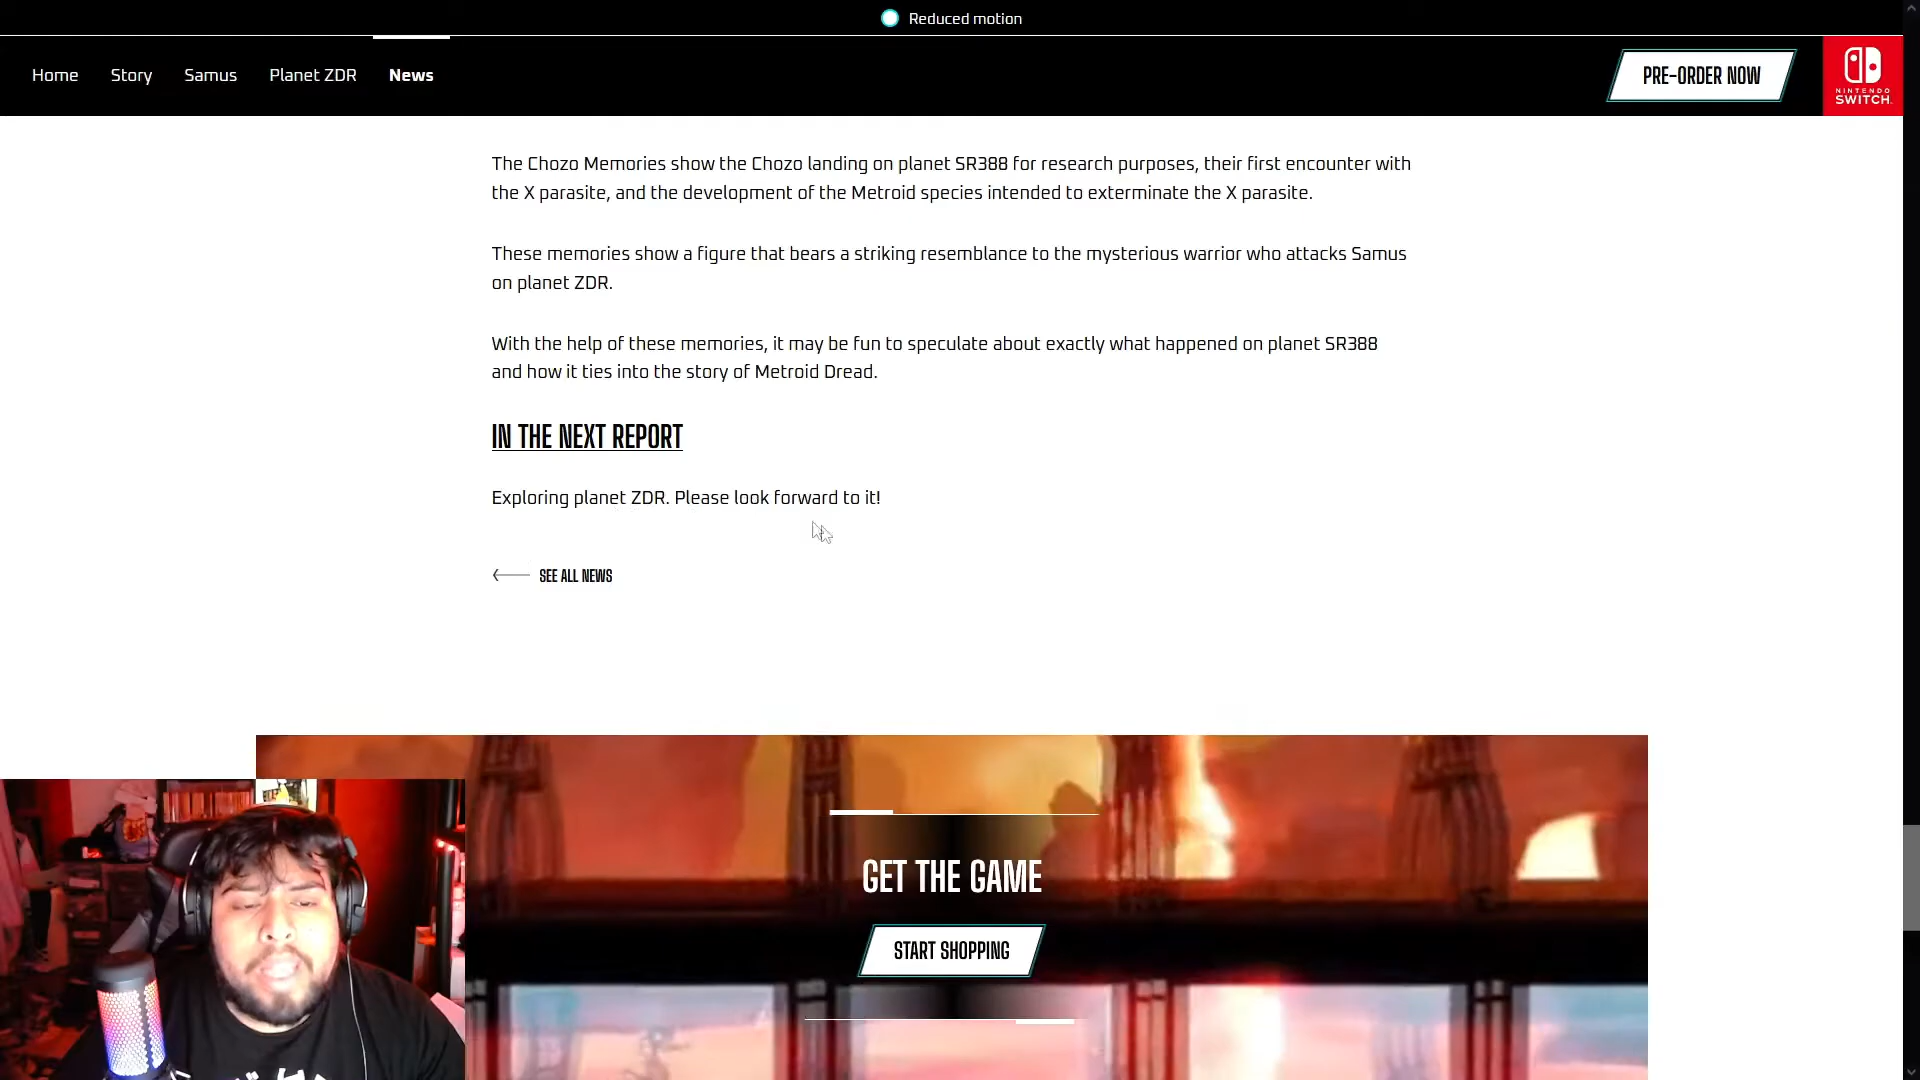 Reduced motion
Home Story Samus Planet ZDR News
PRE-ORDER NOW
NINTENDO
SWITCH.
The Chozo Memories show the Chozo landing on planet SR388 for research purposes, their first encounter with
the X parasite, and the development of the Metroid species intended to exterminate the X parasite.
These memories show a figure that bears a striking resemblance to the mysterious warrior who attacks Samus
on planet ZDR.
With the help of these memories, it may be fun to speculate about exactly what happened on planet SR388
and how it ties into the story of Metroid Dread.
IN THE NEXT REPORT
Exploring planet ZDR. Please look forward to it!
SEE ALL NEWS
GET THE GAME
START SHOPPING